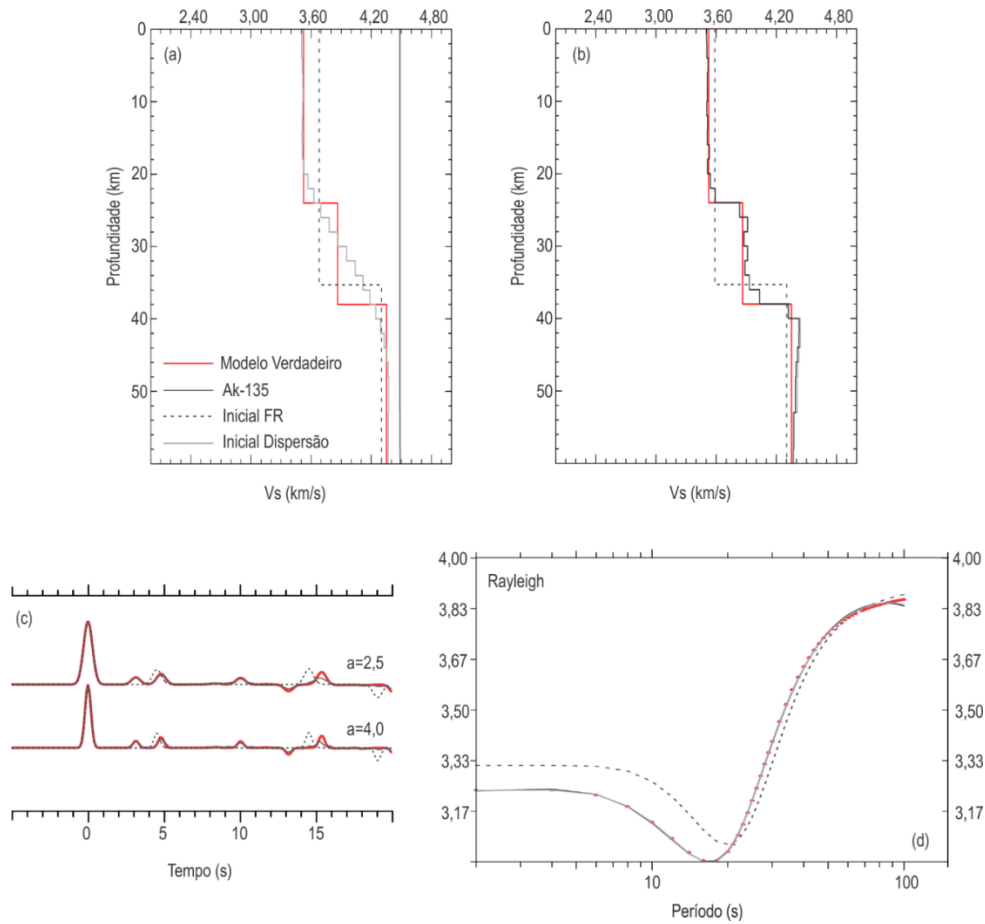 2,40 3,00 3,60 4,20 4,80
2,40 3,00 3,60 4,20 4,80
0
10
20
30
40
50
Profundidade (km)
(a)
Modelo Verdadeiro
Ak-135
Inicial FR
Inicial Dispersão
Vs (km/s)
0
10
20
30
40
50
Profundidade (km)
(b)
Vs (km/s)
(c)
a=2,5
a=4,0
0 5 10 15
Tempo (s)
Rayleigh
4,00 4,00
3,83 3,83
3,67 3,67
3,50 3,50
3,33 3,33
3,17 3,17
(d)
10 100
Período (s)